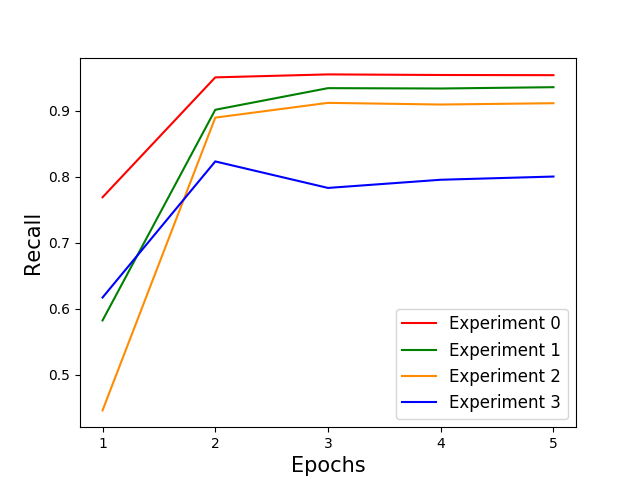 0.9
0.8
0.7
0.6
0.5
Recall
Experiment 0
Experiment 1
Experiment 2
Experiment 3
1 2 3 4 5
Epochs